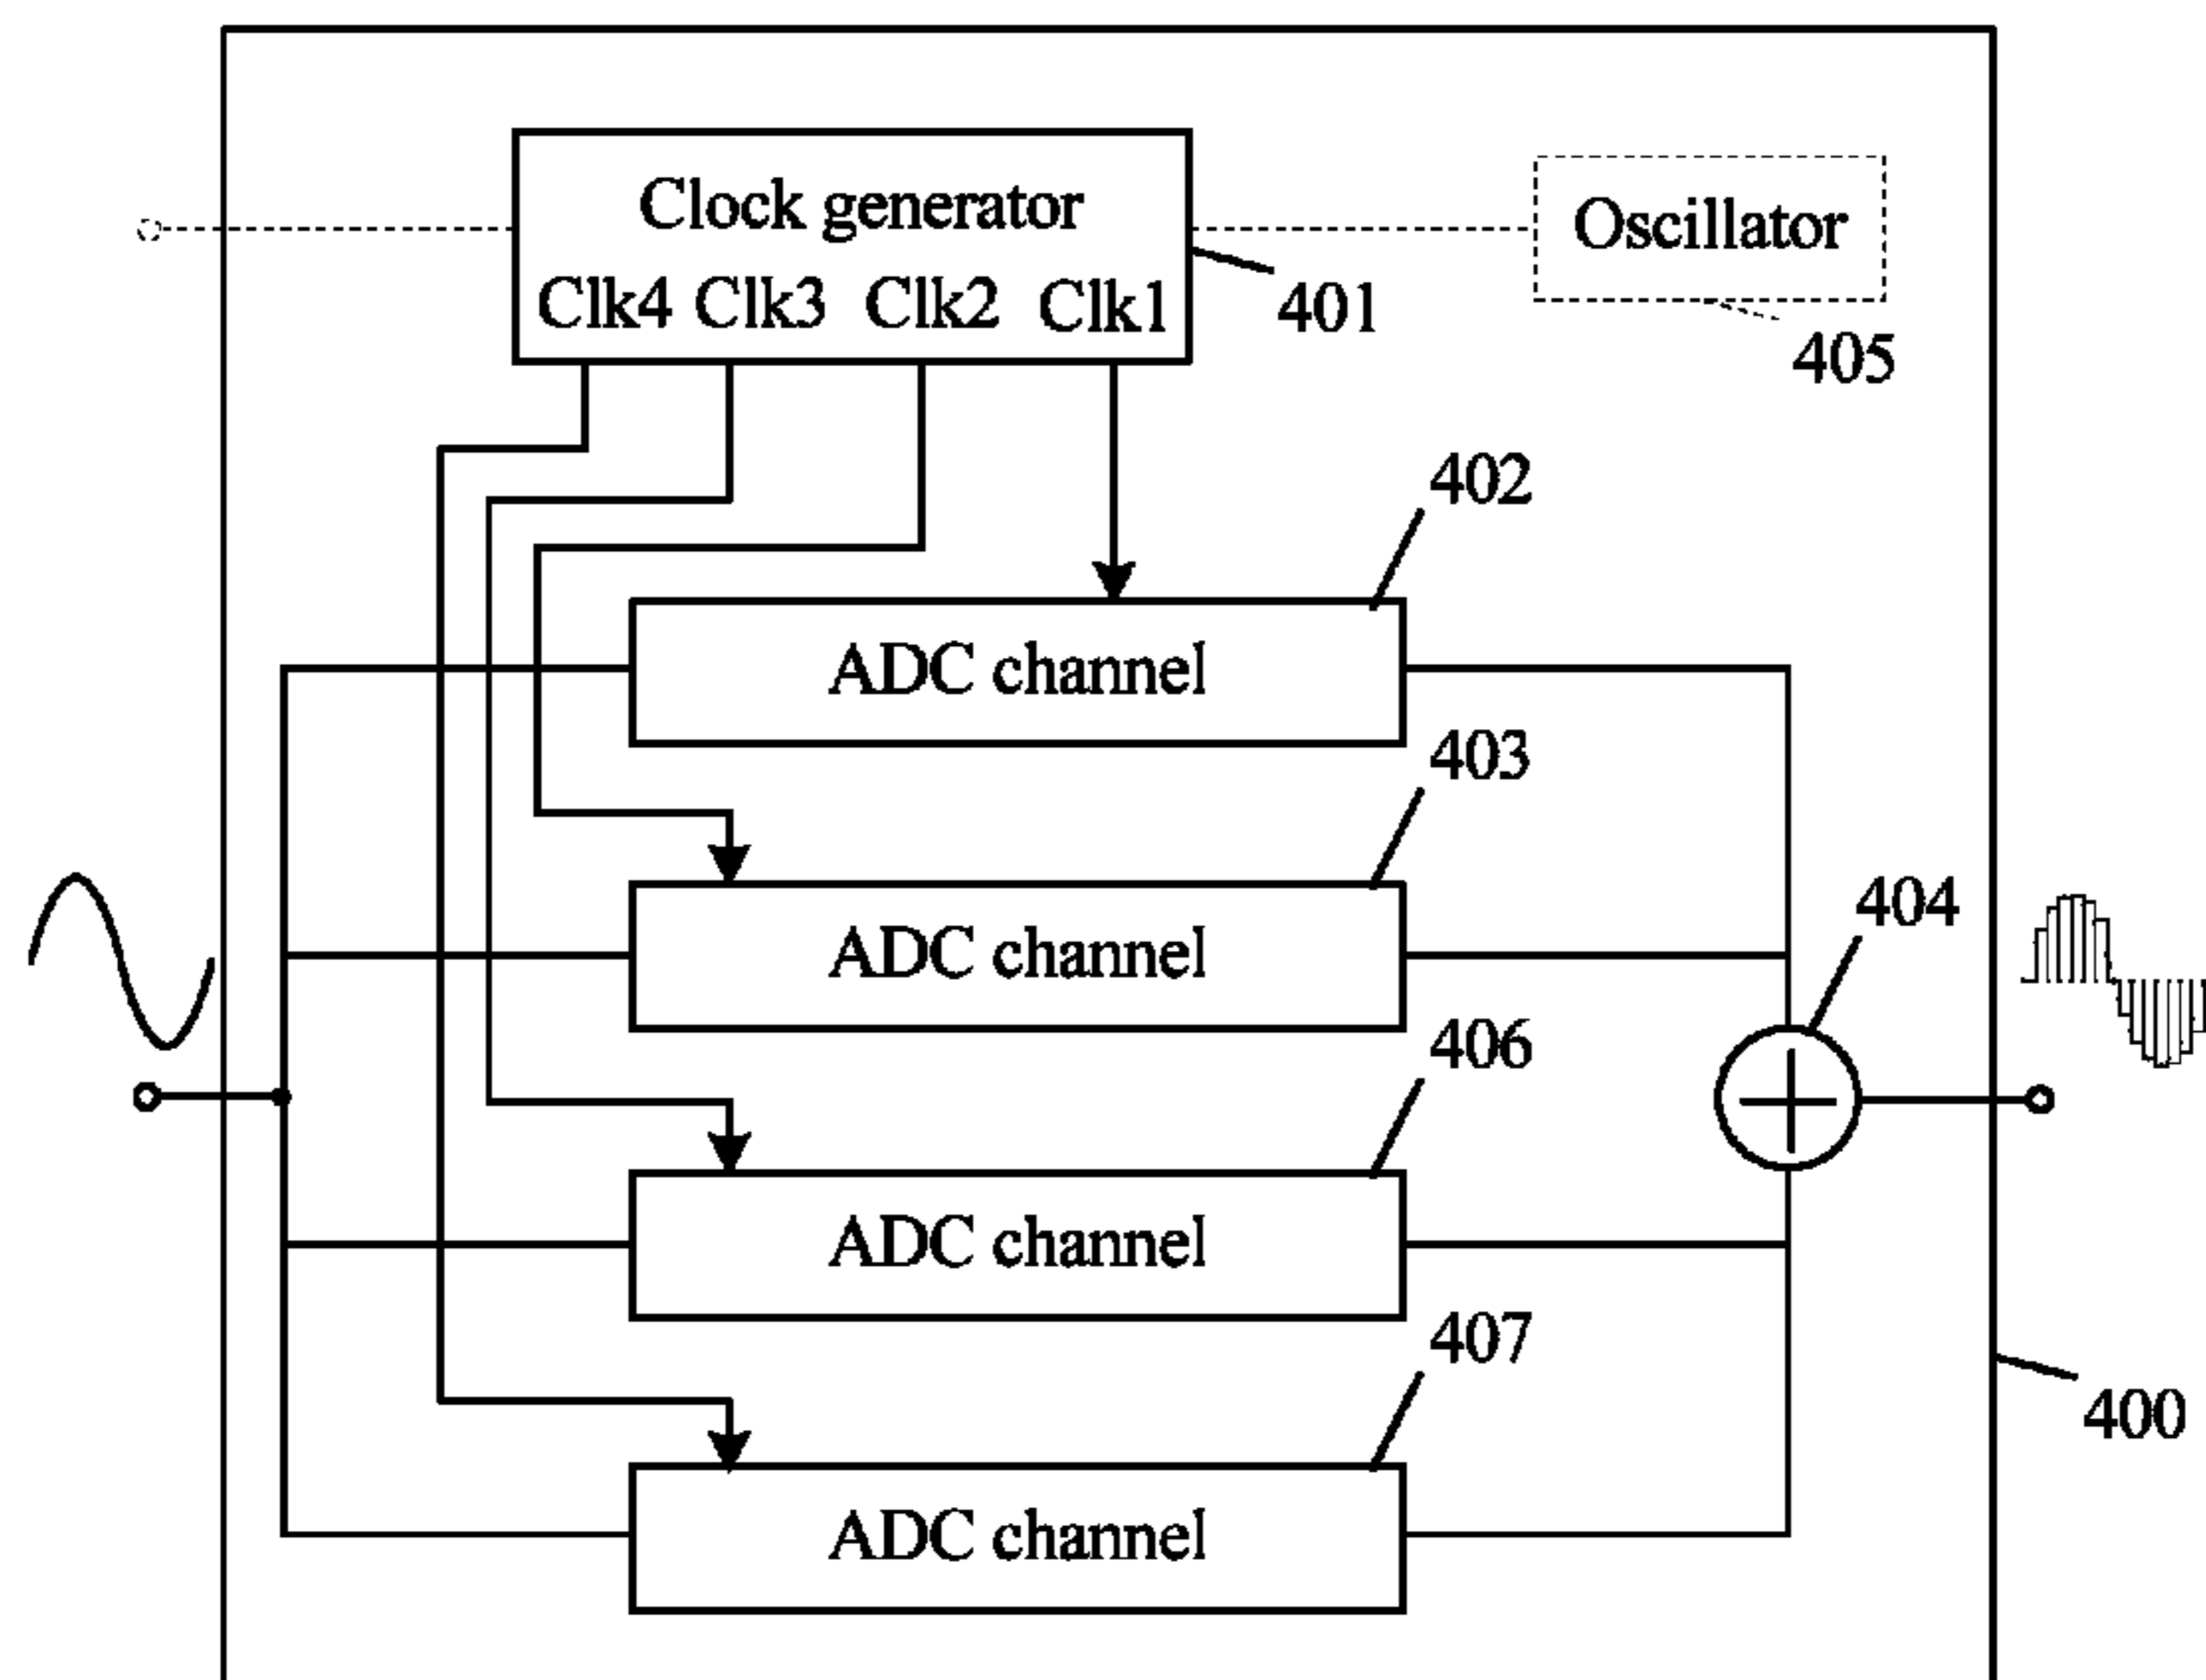 Clock generator
Oscillator
Clk4 Clk3 Clk2 Clk1
401
405
402
ADC channel
403
ADC channel
404
406
ADC channel
407
400
ADC channel